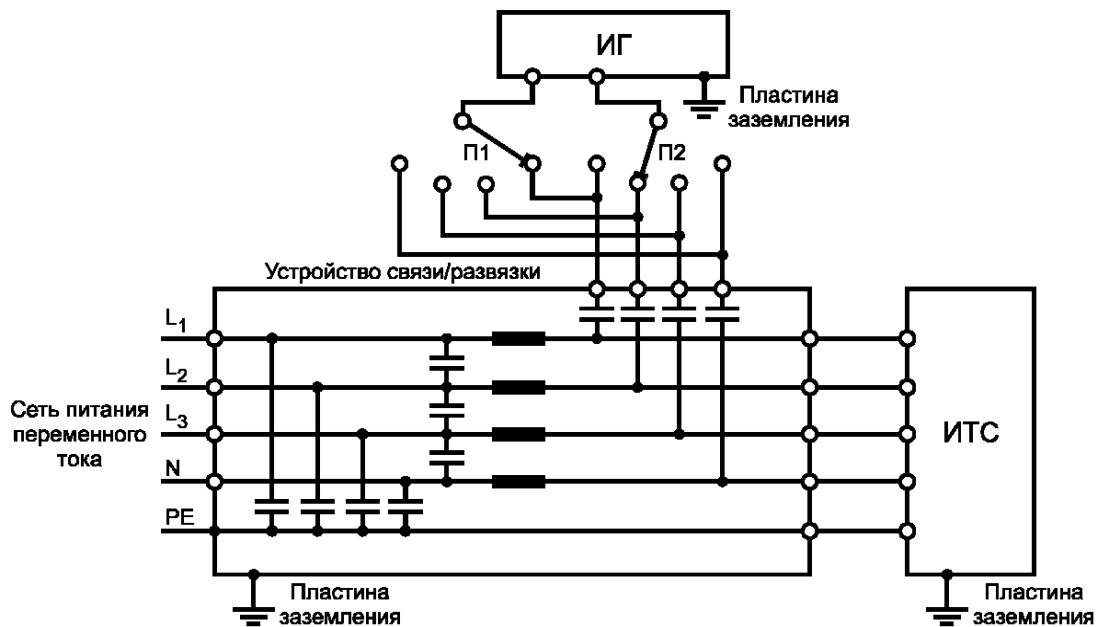 ИГ
Пластина
заземления
П1
П2
Устройство связи/развязки
L1
L2
L3
N
PE
Сеть питания
переменного
тока
ИТС
Пластина
заземления
Пластина
заземления